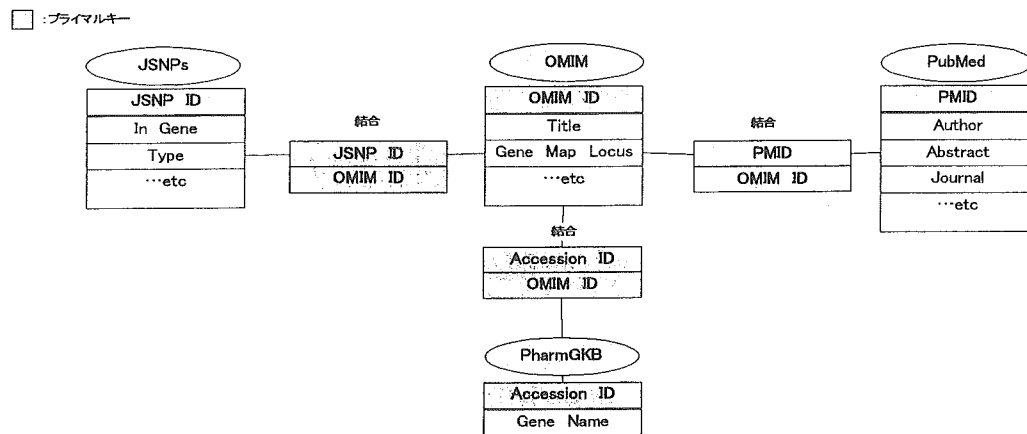 :プライマルキー
JSNPs
JSNP ID
In Gene
Type
…etc
結合
JSNP ID
OMIM ID
OMIM
OMIM ID
Title
Gene Map Locus
…etc
結合
PMID
OMIM ID
PubMed
PMID
Author
Abstract
Journal
…etc
結合
Accession ID
OMIM ID
PharmGKB
Accession ID
Gene Name